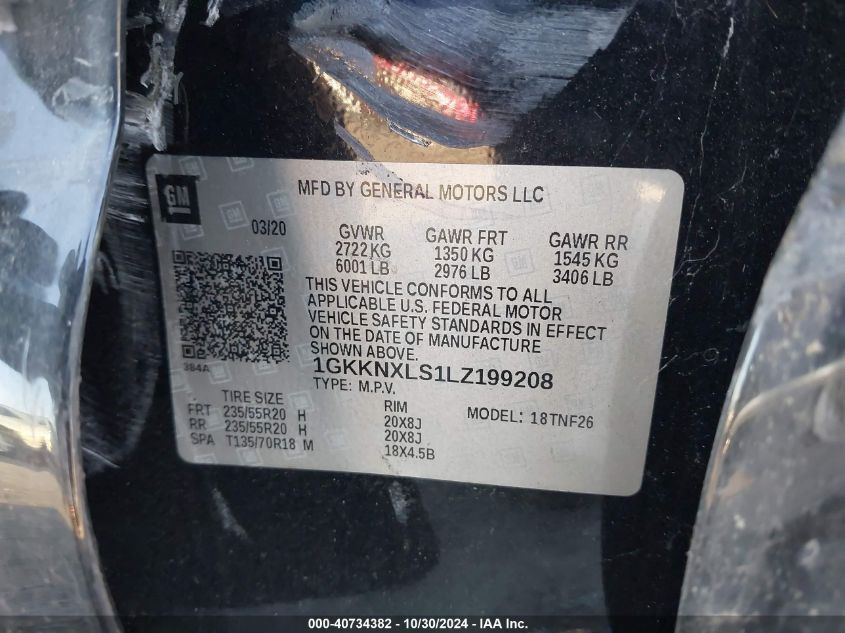 GM
MFD BY GENERAL MOTORS LLC
03/20
GVWR GAWR FRT GAWR RR
2722 KG 1350 KG 1545 KG
6001 LB 2976 LB 3406 LB
THIS VEHICLE CONFORMS TO ALL
APPLICABLE U.S. FEDERAL MOTOR
VEHICLE SAFETY STANDARDS IN EFFECT
ON THE DATE OF MANUFACTURE
SHOWN ABOVE.
384A
1GKKNXLS1LZ199208
TYPE: M.P.V.
TIRE SIZE RIM MODEL: 18TNF26
FRT 235/55R20 H 20X8J
RR 235/55R20 H 20X8J
SPA T135/70R18 M 18X4.5B
000-40734382 - 10/30/2024 - IAA Inc.